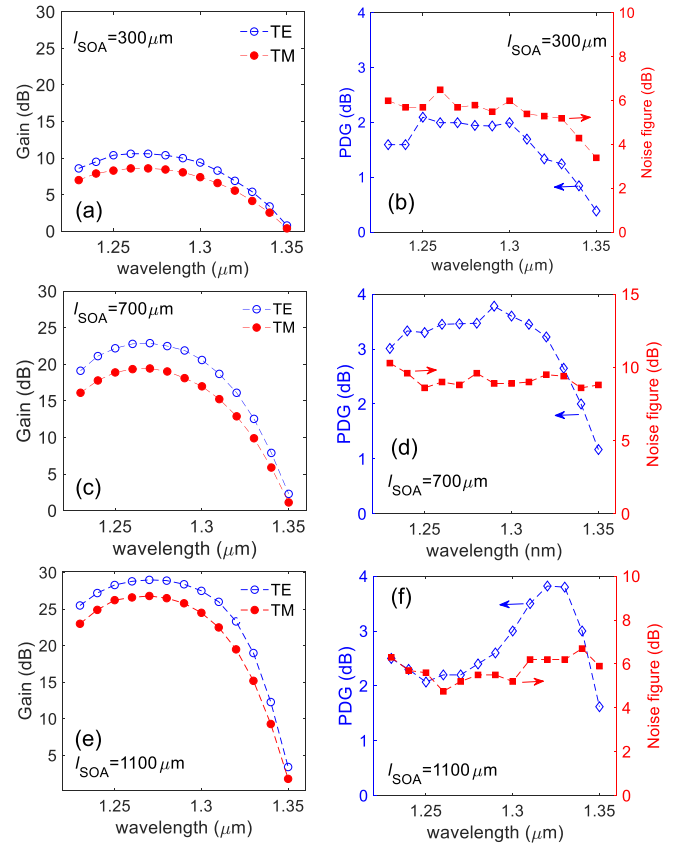 30
25
20
15
10
5
0
Gain (dB)
l_SOA=300μm
TE
TM
(a)
1.25 1.3 1.35
wavelength (μm)
4
3
2
1
0
PDG (dB)
l_SOA=300μm
(b)
10
8
6
4
2
0
Noise figure (dB)
1.25 1.3 1.35
wavelength (μm)
30
25
20
15
10
5
0
Gain (dB)
l_SOA=700μm
TE
TM
(c)
1.25 1.3 1.35
wavelength (μm)
4
3
2
1
0
PDG (dB)
(d)
l_SOA=700μm
15
10
5
0
Noise figure (dB)
1.25 1.3 1.35
wavelength (nm)
30
25
20
15
10
5
Gain (dB)
TE
TM
(e)
l_SOA=1100μm
1.25 1.3 1.35
wavelength (μm)
4
3
2
1
0
PDG (dB)
(f)
l_SOA=1100μm
10
8
6
4
2
0
Noise figure (dB)
1.25 1.3 1.35
wavelength (μm)